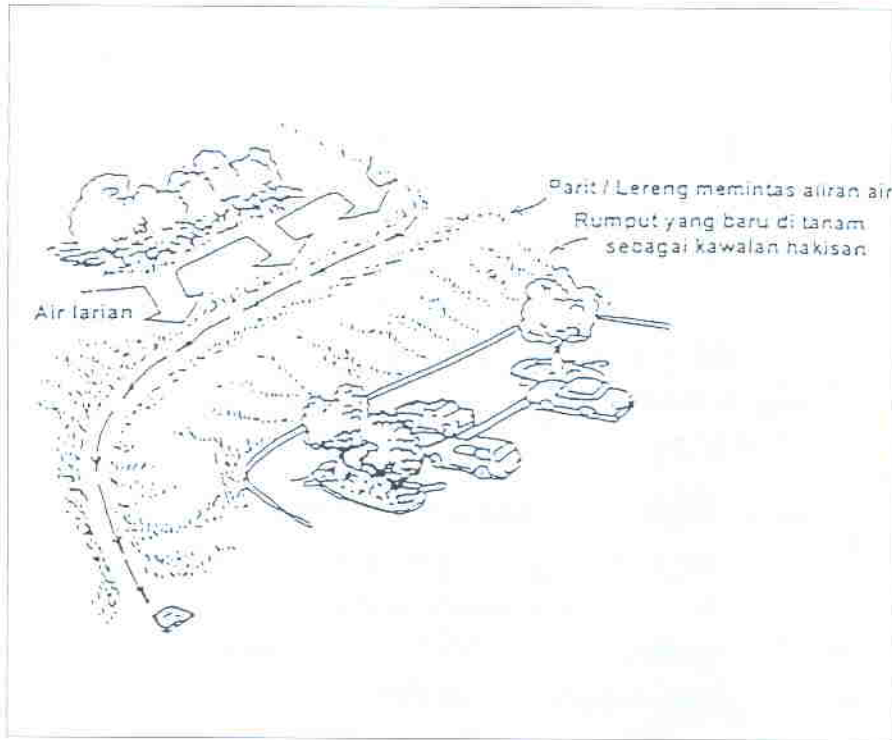 Parit / Lereng memintas aliran air
Rumput yang baru di tanam
sebagai kawalan hakisan
Air larian